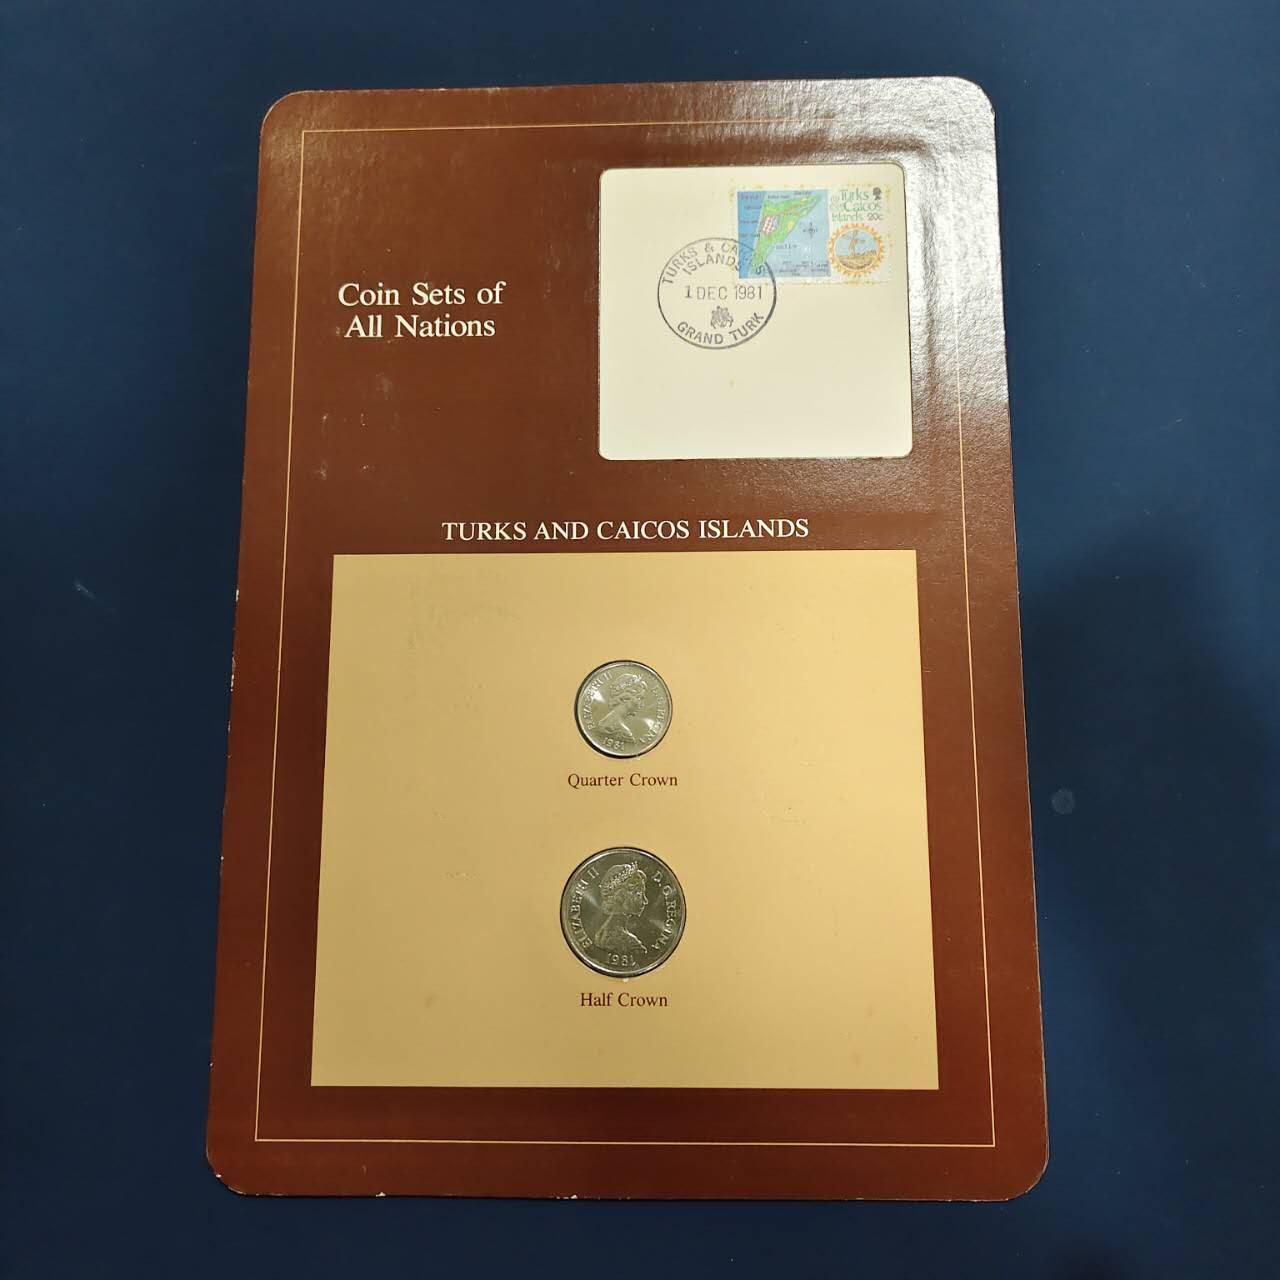 Coin Sets of
All Nations
Turks
& Caicos
Islands 20c
TURKS & CAICOS
ISLANDS
1 DEC 1981
GRAND TURK
TURKS AND CAICOS ISLANDS
ELIZABETH II D.G. REGINA
1981
Quarter Crown
ELIZABETH II D.G. REGINA
1981
Half Crown